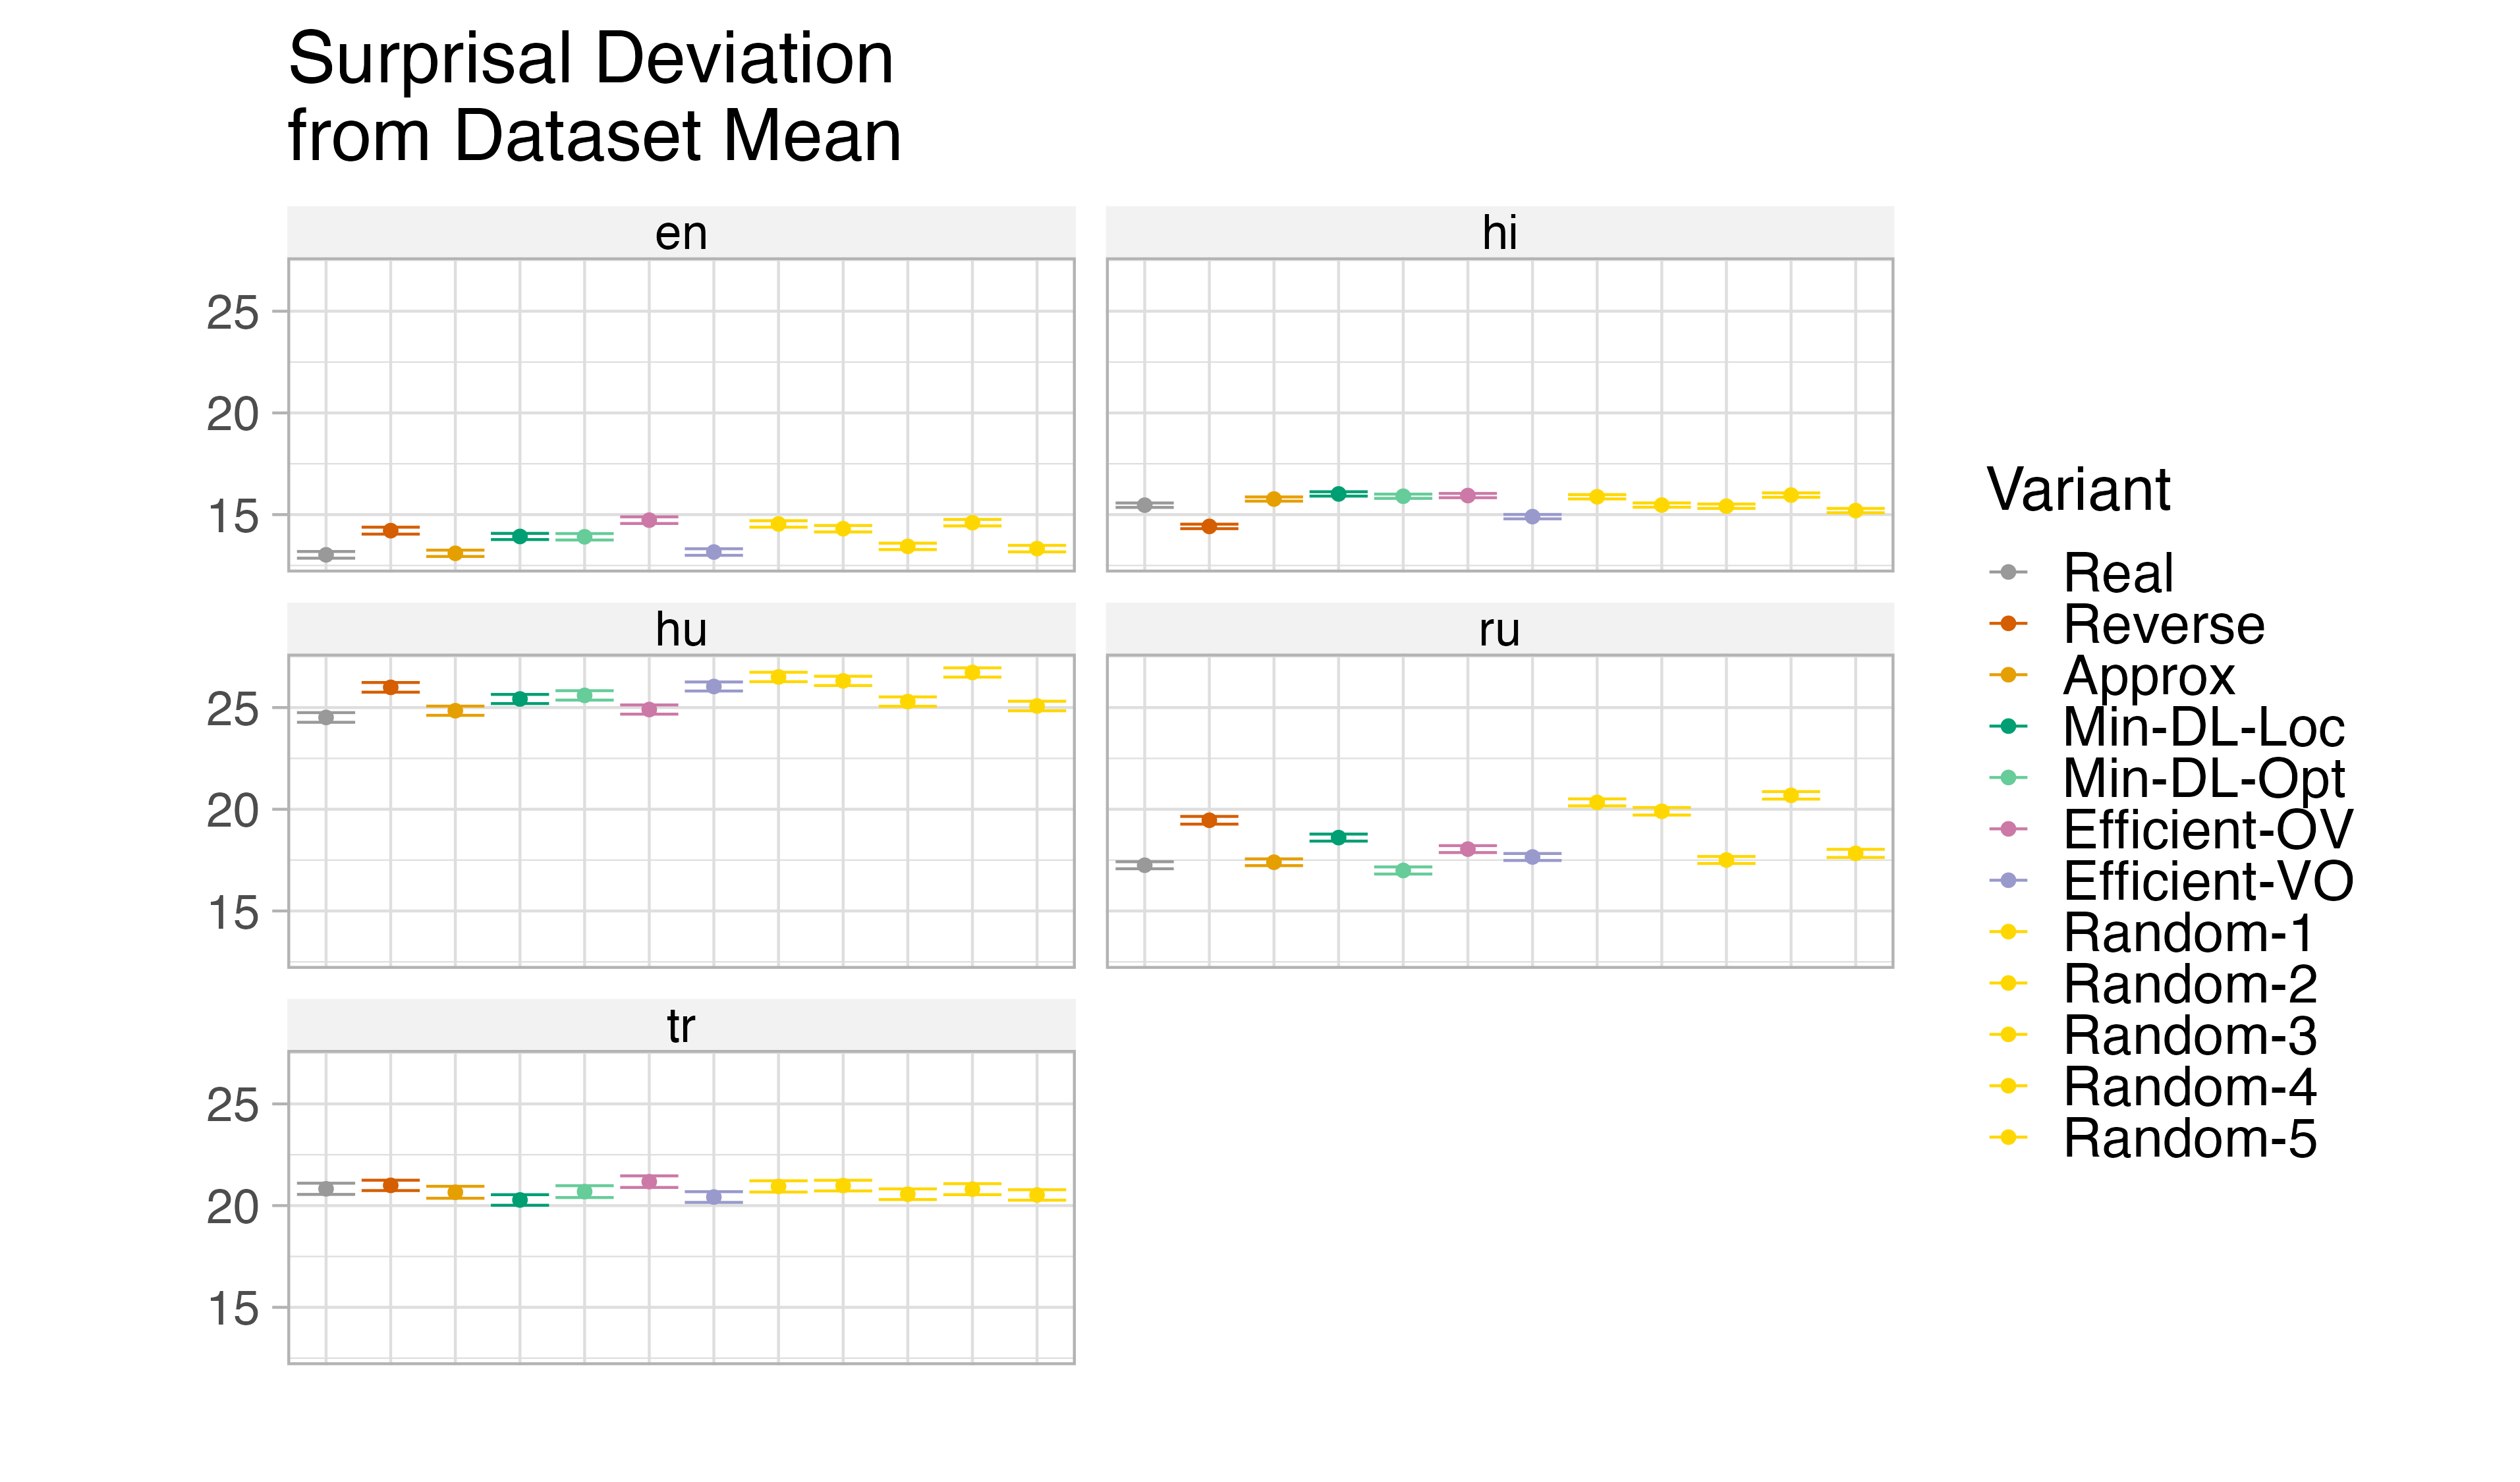 Surprisal Deviation
from Dataset Mean
en
hi
25
20
15
hu
ru
25
20
15
tr
25
20
15
Variant
Real
Reverse
Approx
Min-DL-Loc
Min-DL-Opt
Efficient-OV
Efficient-VO
Random-1
Random-2
Random-3
Random-4
Random-5